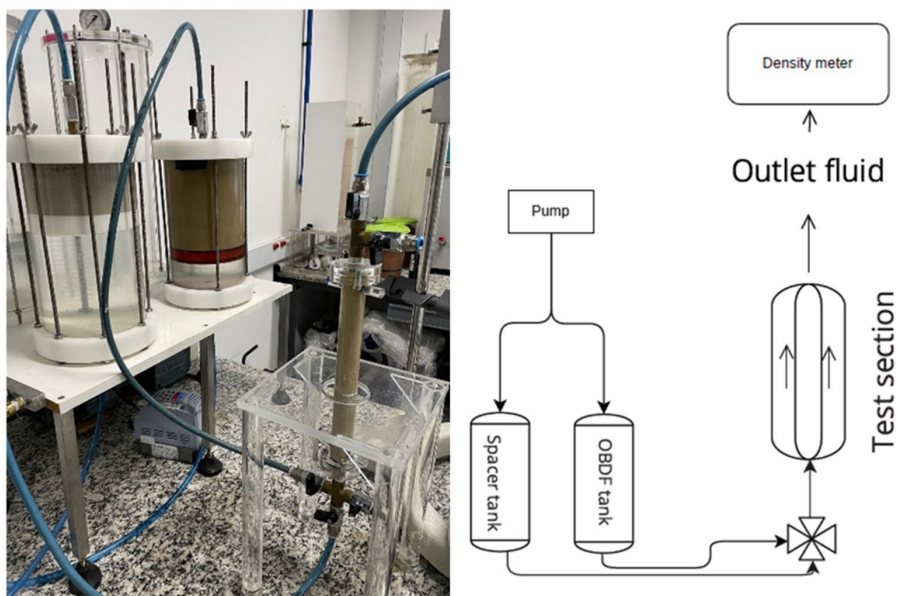 Density meter
Outlet fluid
Pump
Test section
Spacer tank
OBDF tank